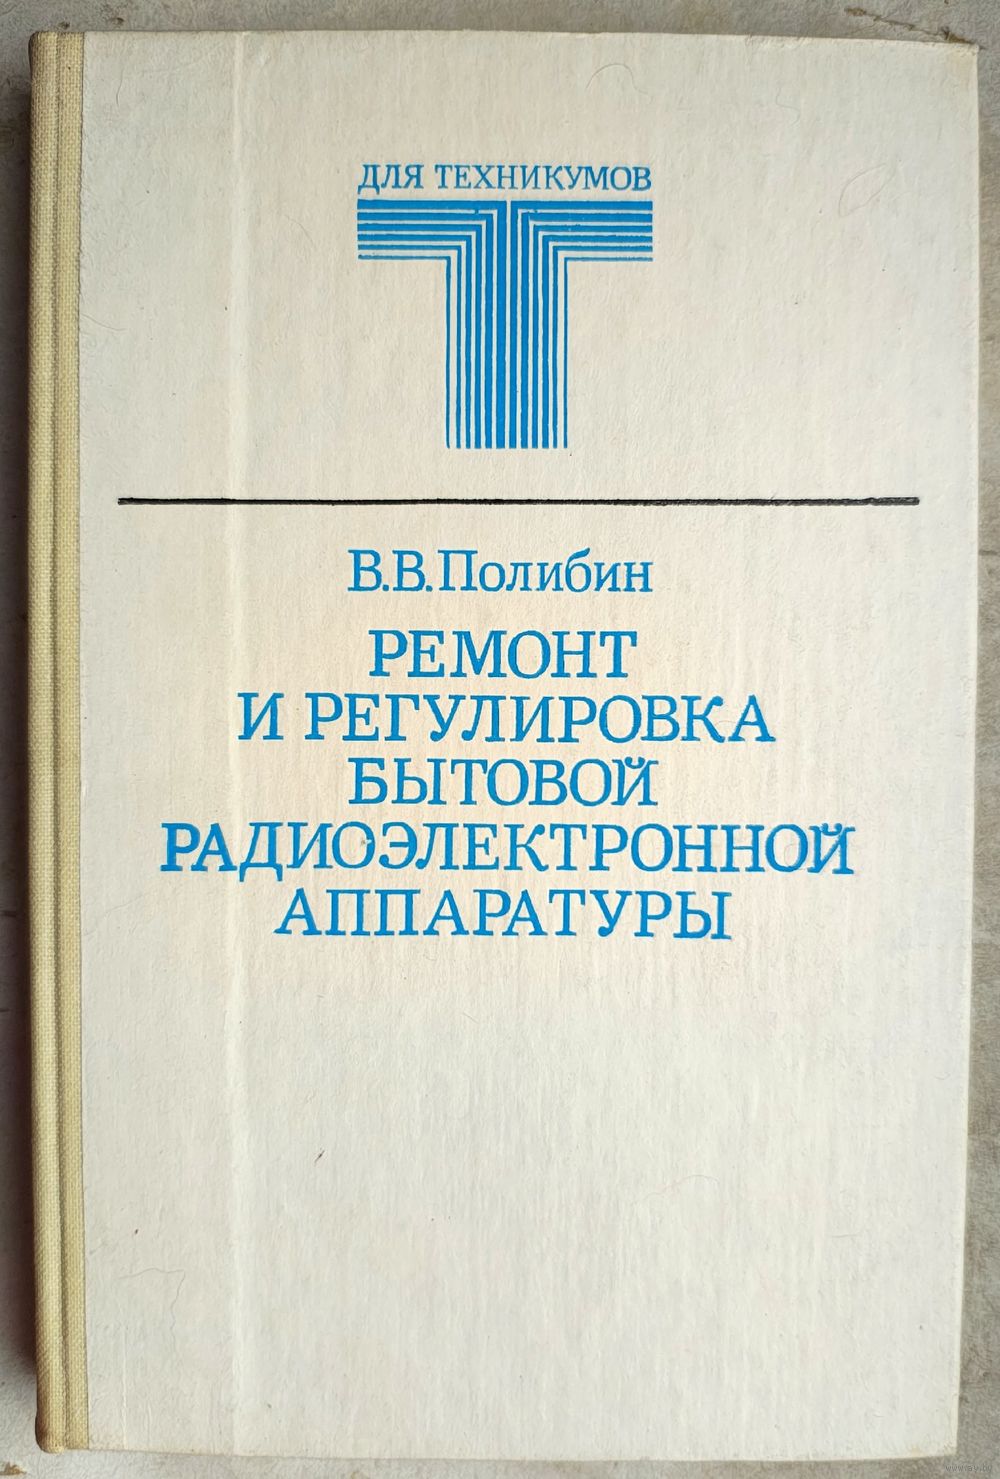 ДЛЯ ТЕХНИКУМОВ
Т
В.В.Полибин
РЕМОНТ
И РЕГУЛИРОВКА
БЫТОВОЙ
РАДИОЭЛЕКТРОННОЙ
АППАРАТУРЫ